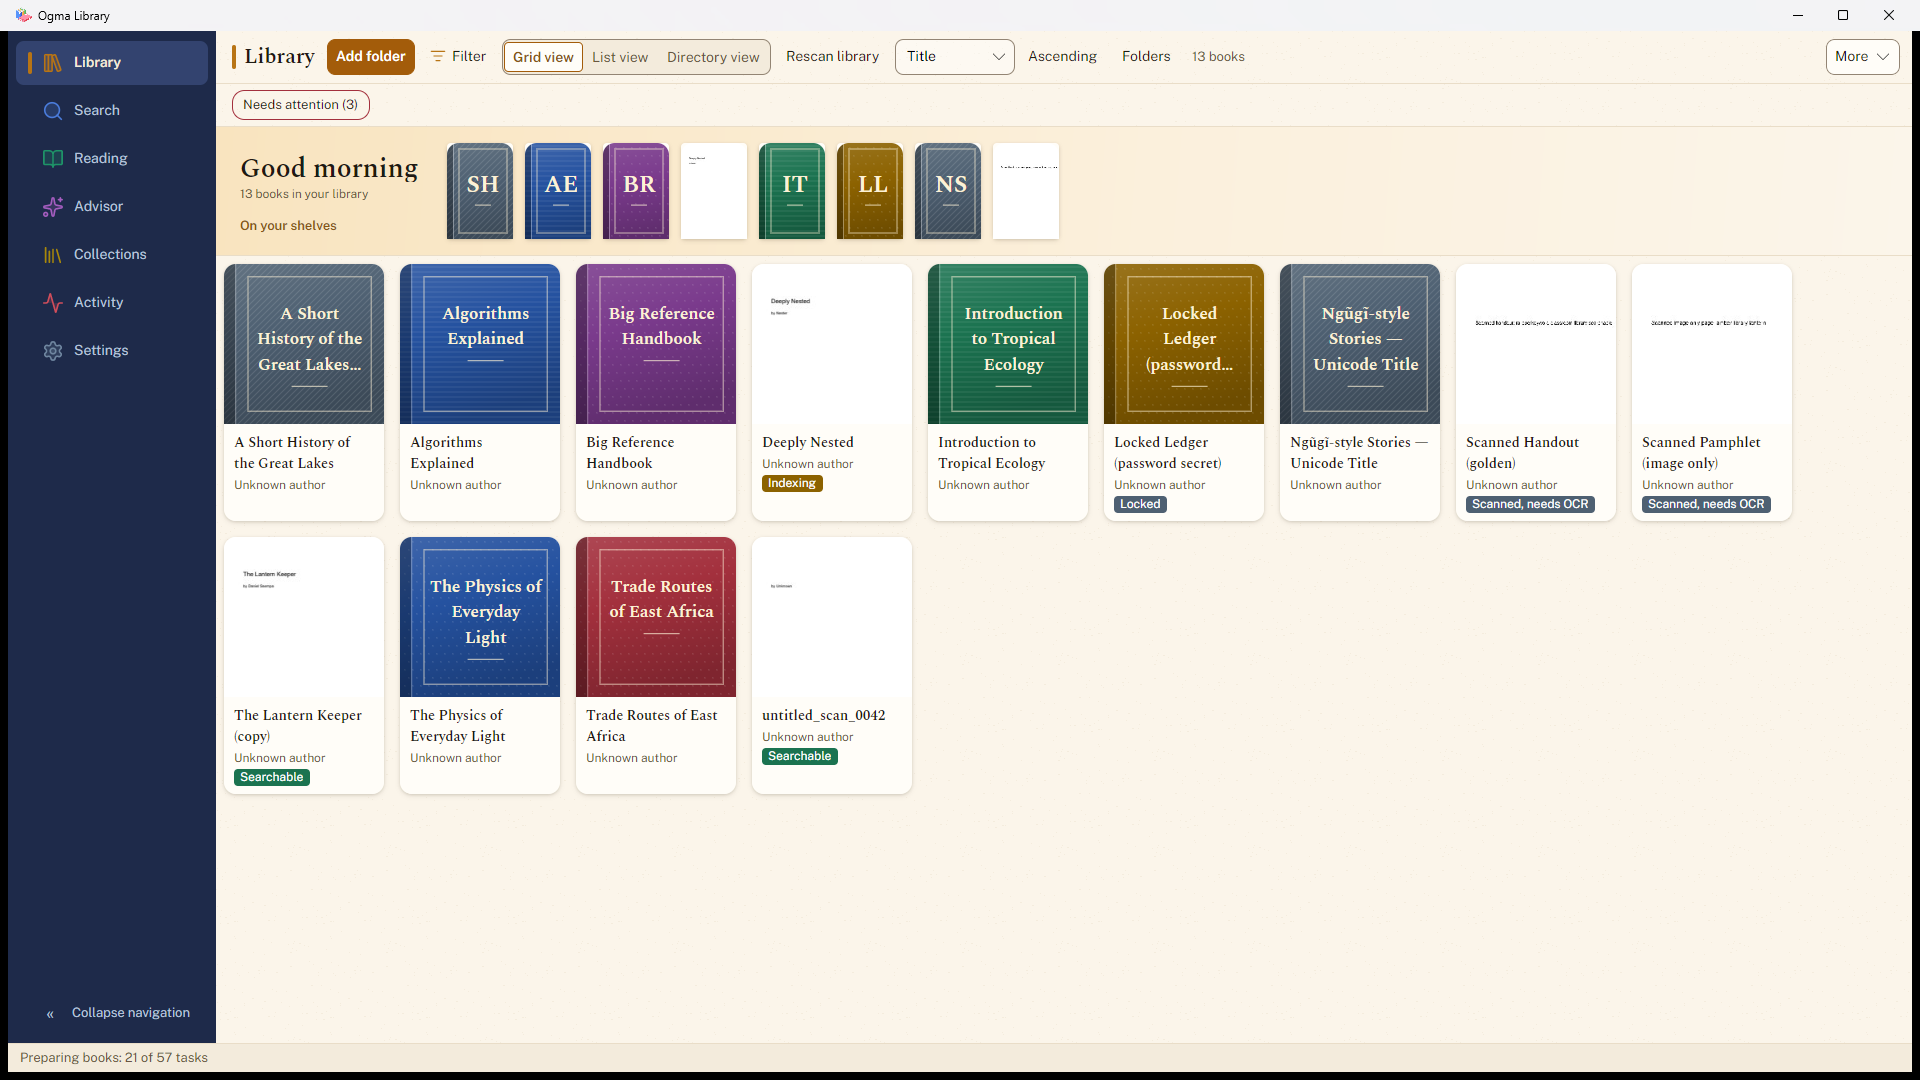 Ogma Library
Library
Search
Reading
Advisor
Collections
Activity
Settings
« Collapse navigation
Library
Add folder
Filter
Grid view
List view
Directory view
Rescan library
Title
Ascending
Folders
13 books
More
Needs attention (3)
Good morning
13 books in your library
On your shelves
SH
AE
BR
IT
LL
NS
A Short
History of the
Great Lakes...
A Short History of
the Great Lakes
Unknown author
Algorithms
Explained
Algorithms
Explained
Unknown author
Big Reference
Handbook
Big Reference
Handbook
Unknown author
Deeply Nested
by Nester
Deeply Nested
Unknown author
Indexing
Introduction
to Tropical
Ecology
Introduction to
Tropical Ecology
Unknown author
Locked
Ledger
(password...
Locked Ledger
(password secret)
Unknown author
Locked
Ngũgĩ-style
Stories —
Unicode Title
Ngũgĩ-style Stories —
Unicode Title
Unknown author
Scanned Handout
(golden)
Unknown author
Scanned, needs OCR
Scanned Pamphlet
(image only)
Unknown author
Scanned, needs OCR
The Lantern Keeper
The Lantern Keeper
(copy)
Unknown author
Searchable
The Physics of
Everyday
Light
The Physics of
Everyday Light
Unknown author
Trade Routes
of East Africa
Trade Routes of East
Africa
Unknown author
by Unknown
untitled_scan_0042
Unknown author
Searchable
Preparing books: 21 of 57 tasks